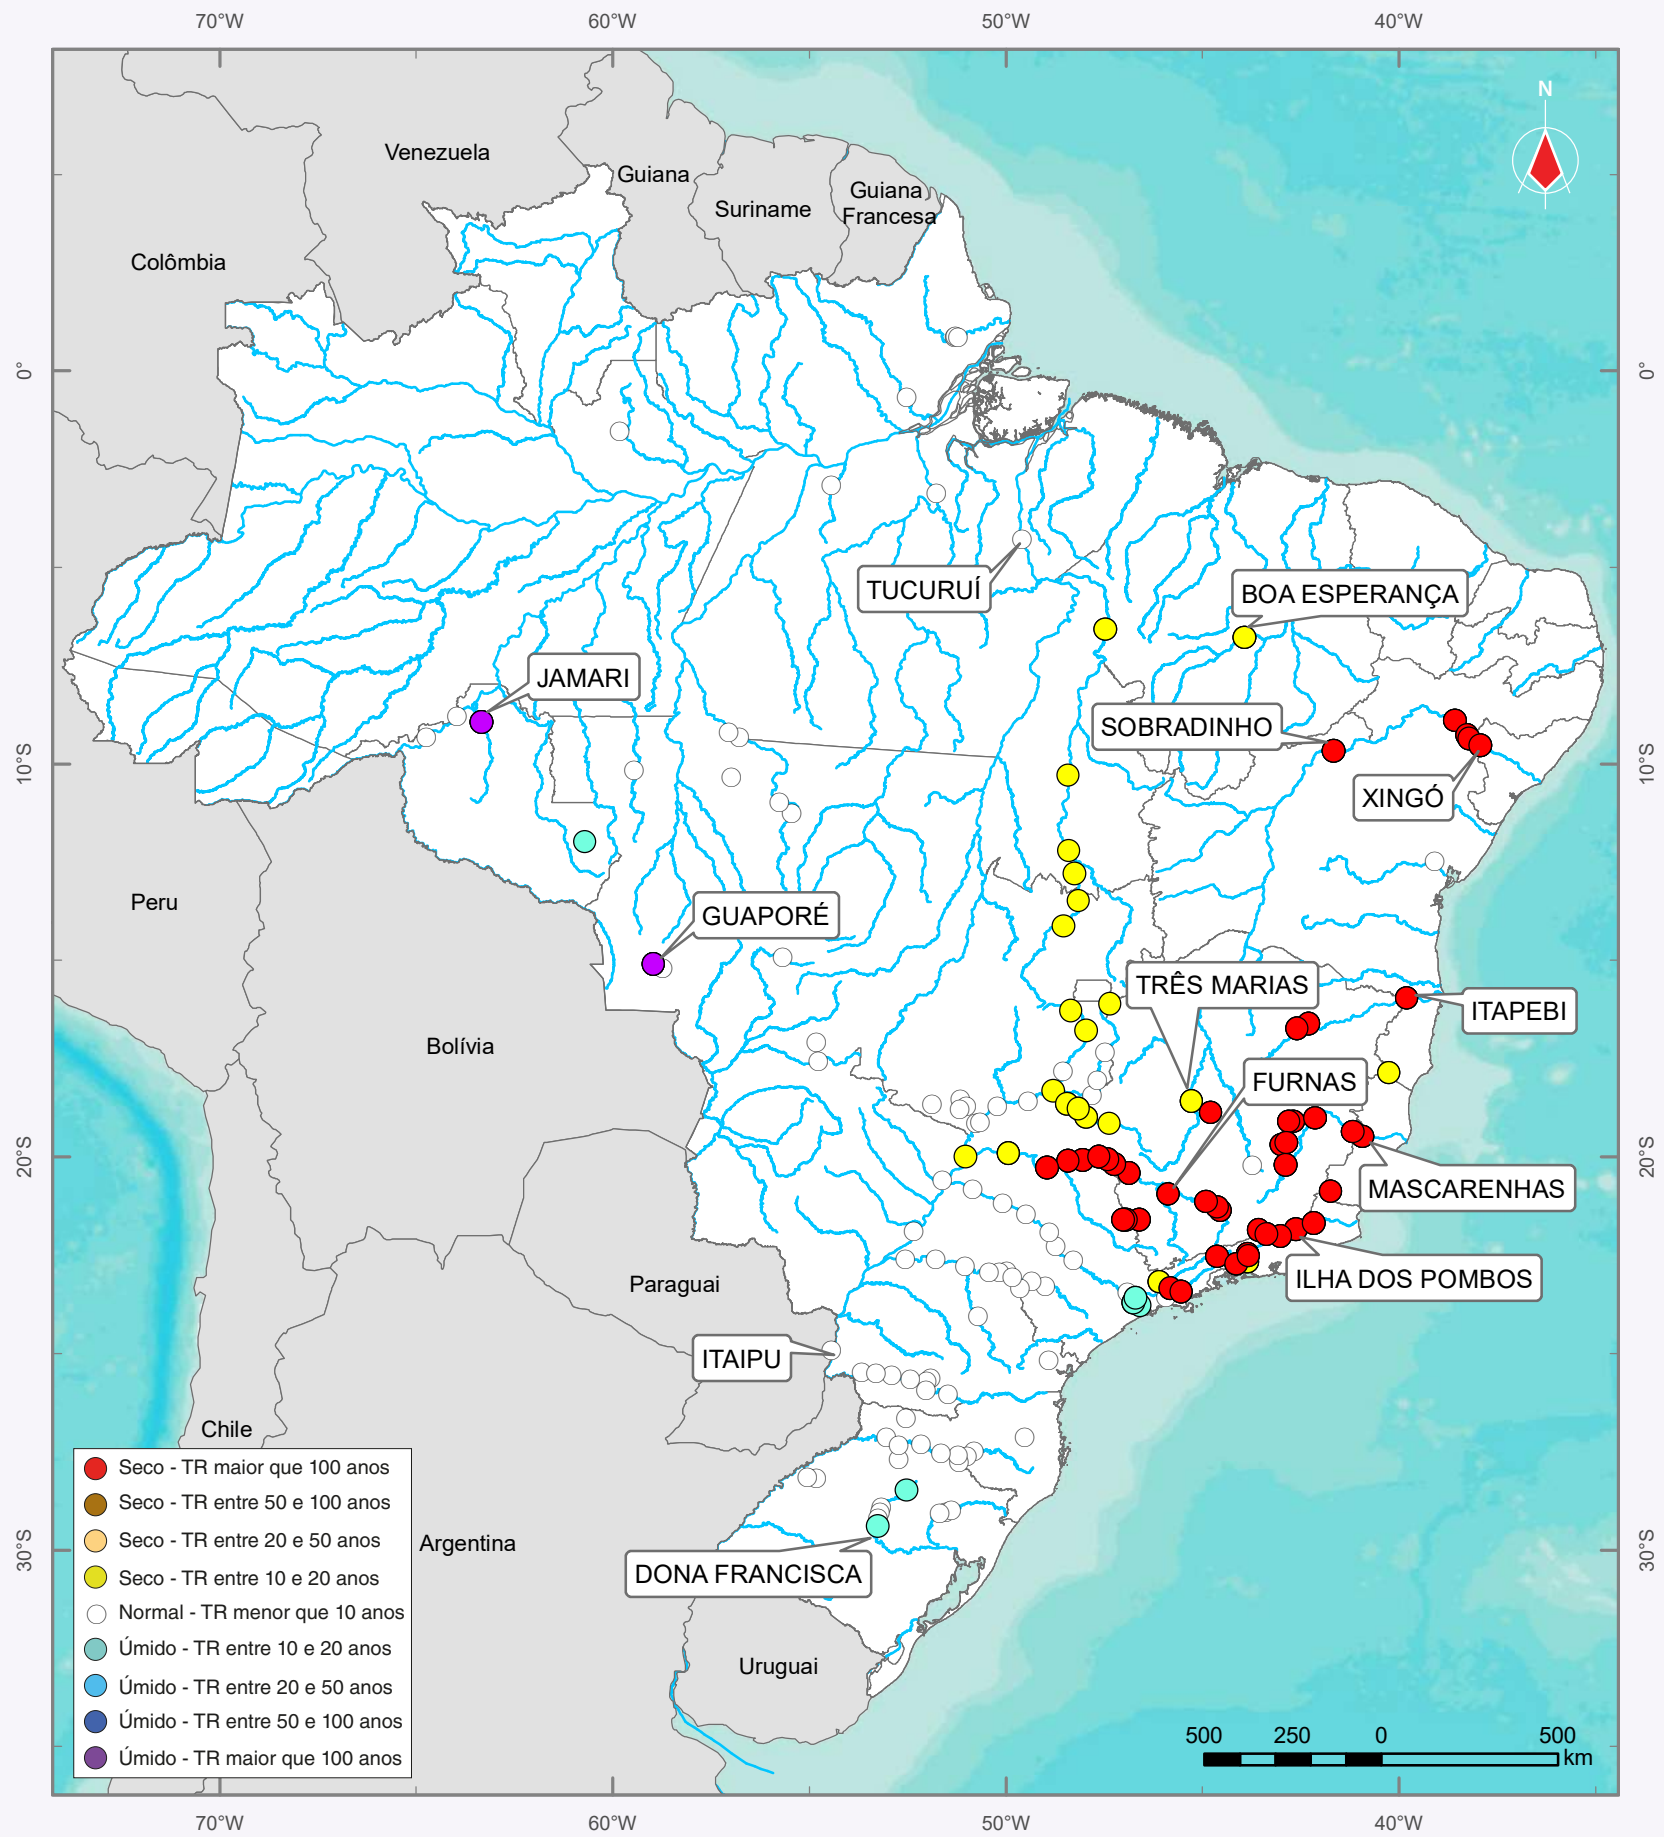 70°W
60°W
50°W
40°W
N
Venezuela
Guiana
Suriname
Guiana
Francesa
Colômbia
0°
0°
TUCURUÍ
BOA ESPERANÇA
JAMARI
SOBRADINHO
10°S
10°S
XINGÓ
Peru
GUAPORÉ
TRÊS MARIAS
ITAPEBI
Bolívia
FURNAS
20°S
20°S
MASCARENHAS
Paraguai
ILHA DOS POMBOS
ITAIPU
Chile
Argentina
30°S
30°S
DONA FRANCISCA
Uruguai
Seco - TR maior que 100 anos
Seco - TR entre 50 e 100 anos
Seco - TR entre 20 e 50 anos
Seco - TR entre 10 e 20 anos
Normal - TR menor que 10 anos
Úmido - TR entre 10 e 20 anos
Úmido - TR entre 20 e 50 anos
Úmido - TR entre 50 e 100 anos
Úmido - TR maior que 100 anos
500 250 0 500
km
70°W
60°W
50°W
40°W